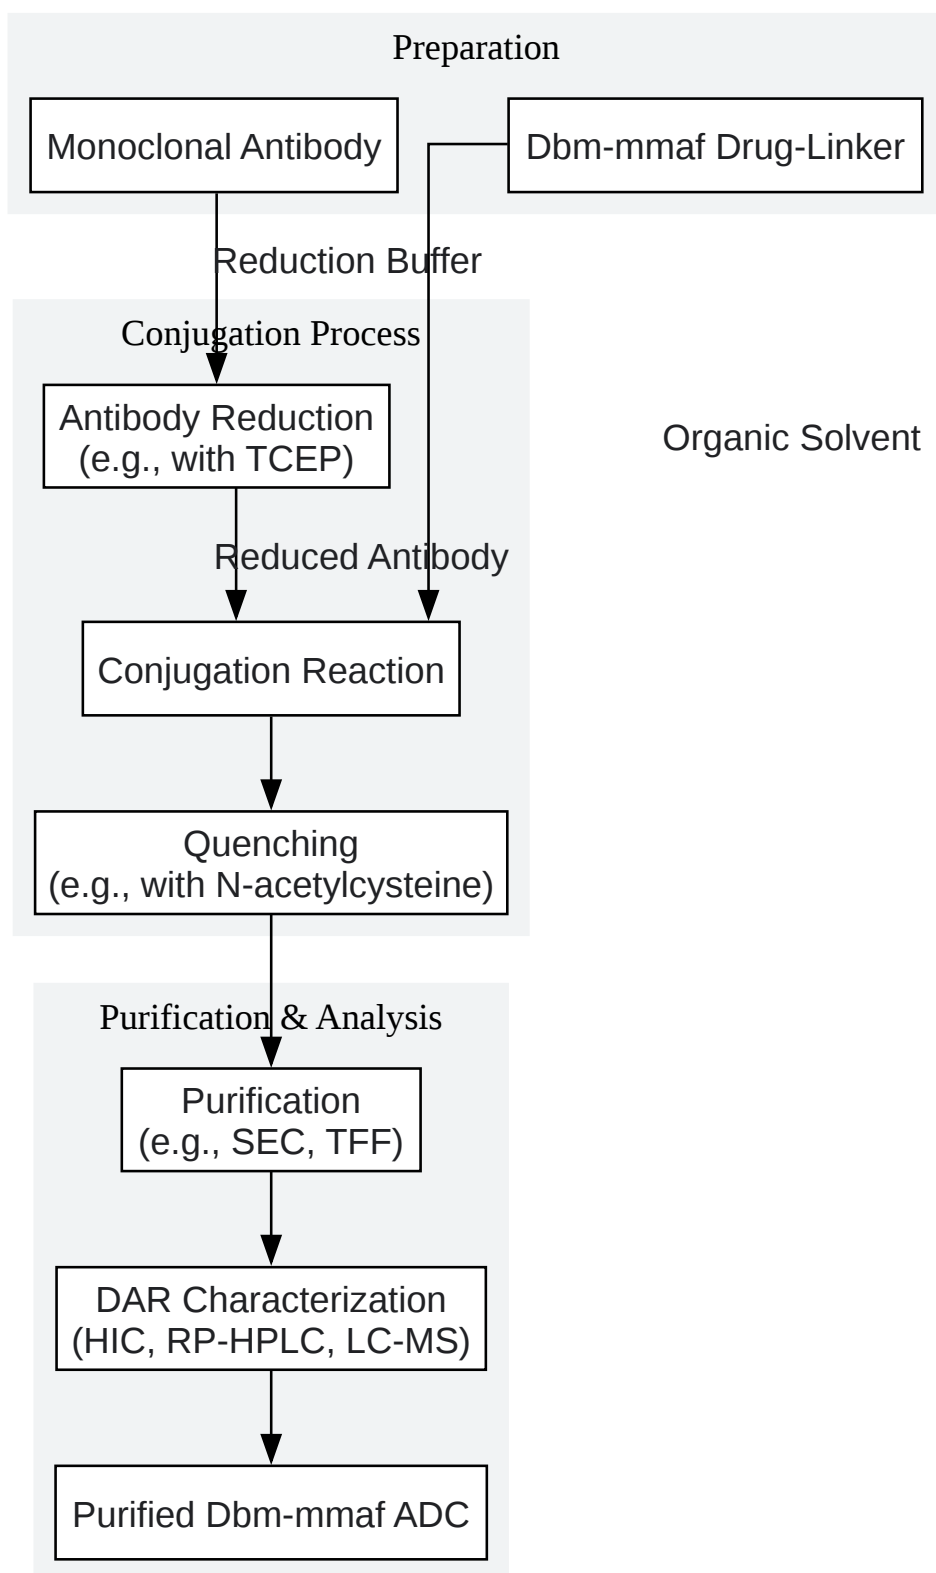 Preparation
Monoclonal Antibody
Dbm-mmaf Drug-Linker
Reduction Buffer
Conjugation Process
Antibody Reduction
(e.g., with TCEP)
Organic Solvent
Reduced Antibody
Conjugation Reaction
Quenching
(e.g., with N-acetylcysteine)
Purification & Analysis
Purification
(e.g., SEC, TFF)
DAR Characterization
(HIC, RP-HPLC, LC-MS)
Purified Dbm-mmaf ADC